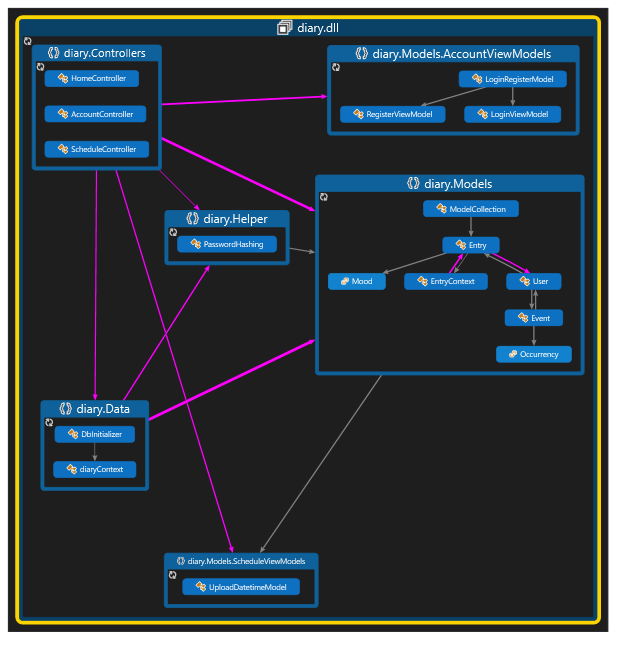 diary.dll
diary.Controllers
HomeController
AccountController
ScheduleController
diary.Models.AccountViewModels
LoginRegisterModel
RegisterViewModel
LoginViewModel
diary.Helper
PasswordHashing
diary.Models
ModelCollection
Entry
Mood
EntryContext
User
Event
Occurrency
diary.Data
DbInitializer
diaryContext
diary.Models.ScheduleViewModels
UploadDatetimeModel